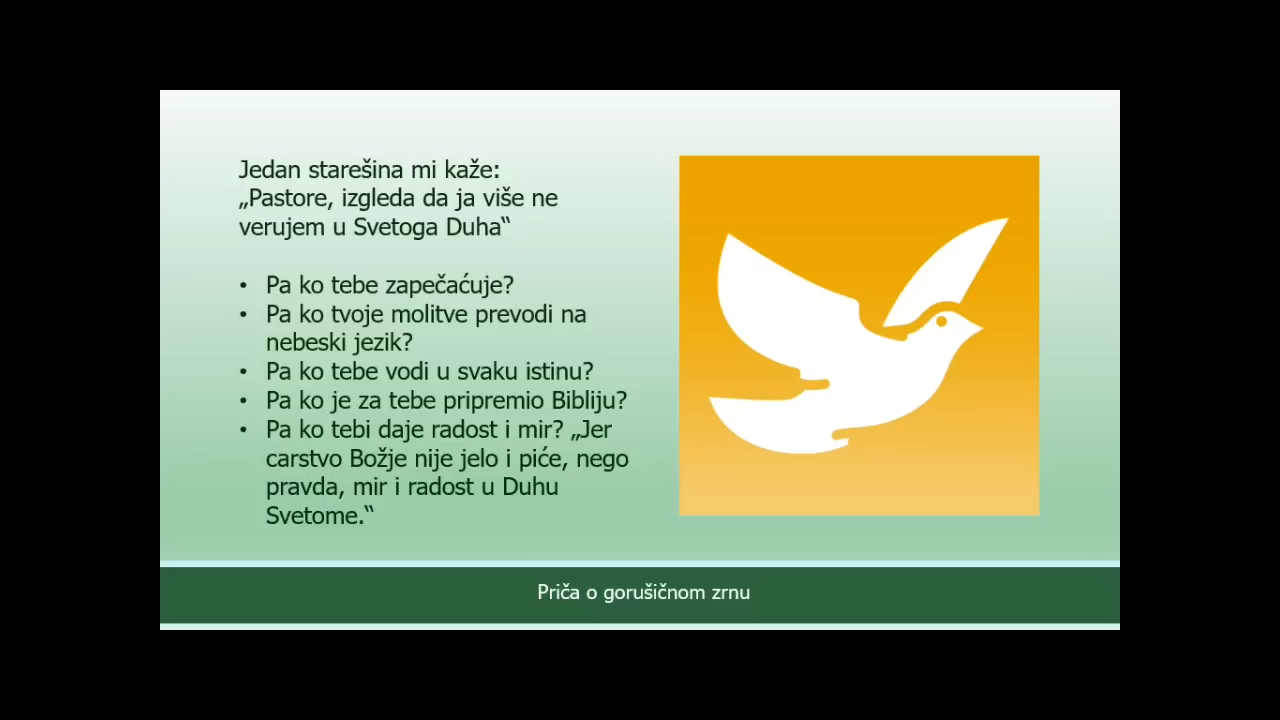 Jedan starešina mi kaže:
„Pastore, izgleda da ja više ne
verujem u Svetoga Duha“
• Pa ko tebe zapečaćuje?
• Pa ko tvoje molitve prevodi na
nebeski jezik?
• Pa ko tebe vodi u svaku istinu?
• Pa ko je za tebe pripremio Bibliju?
• Pa ko tebi daje radost i mir? „Jer
carstvo Božje nije jelo i piće, nego
pravda, mir i radost u Duhu
Svetome.“
Priča o gorušičnom zrnu